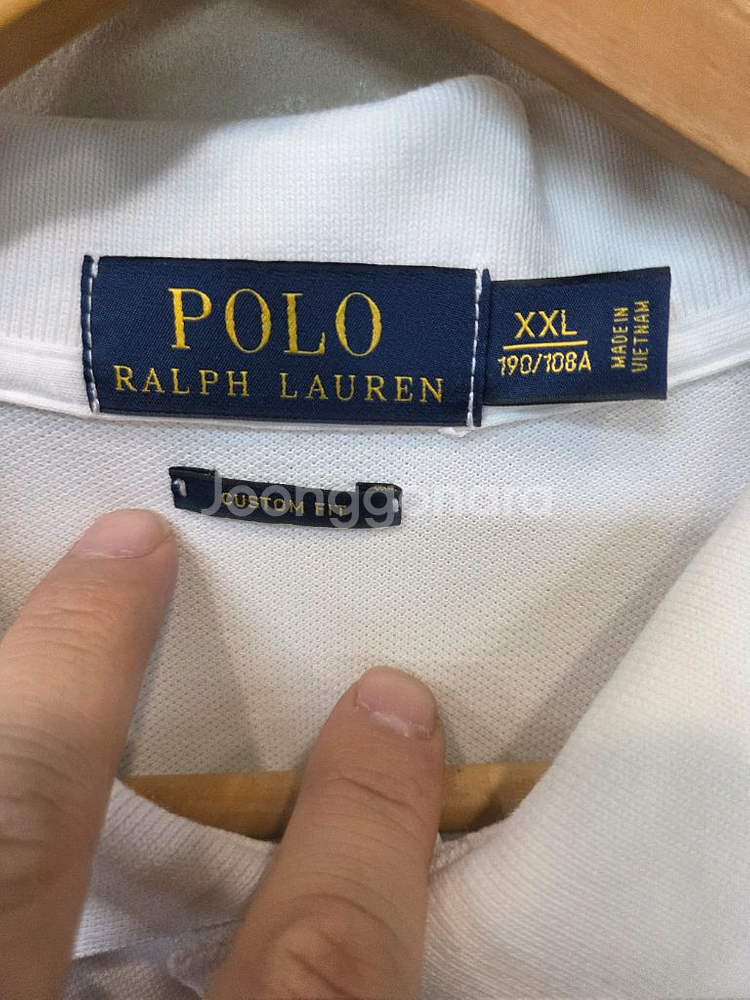 POLO
RALPH LAUREN
XXL
190/108A
MADE IN
VIETNAM
CUSTOM FIT
Joonggonara